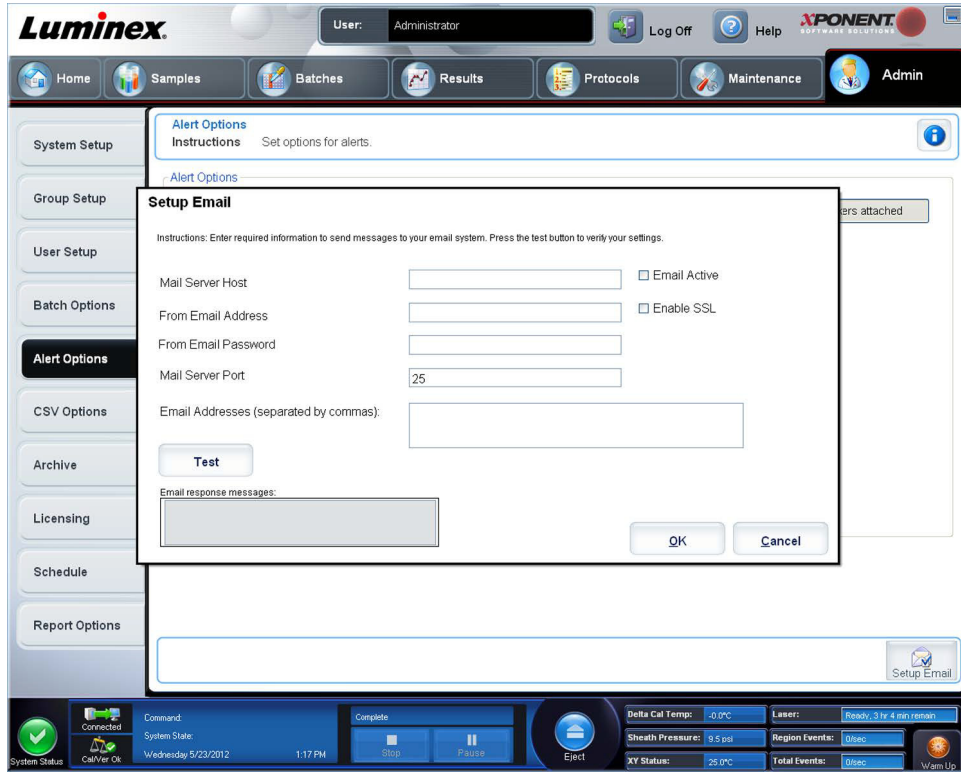 Luminex.
User: Administrator
Log Off
Help
XPONENT.
SOFTWARE SOLUTIONS
Home
Samples
Batches
Results
Protocols
Maintenance
Admin
System Setup
Group Setup
User Setup
Batch Options
Alert Options
CSV Options
Archive
Licensing
Schedule
Report Options
Alert Options
Instructions Set options for alerts.
Alert Options
attached
Setup Email
Instructions: Enter required information to send messages to your email system. Press the test button to verify your settings.
Mail Server Host
Email Active
From Email Address
Enable SSL
From Email Password
Mail Server Port 25
Email Addresses (separated by commas):
Test
Email response messages:
OK
Cancel
Setup Email
System Status
Connected
Cal/Ver Ok
Command:
System State:
Wednesday 5/23/2012 1:17 PM
Complete
Stop
Pause
Eject
Delta Cal Temp: -0.0°C
Sheath Pressure: 9.5 psi
XY Status: 25.0°C
Laser: Ready, 3 hr 4 min remain
Region Events: 0/sec
Total Events: 0/sec
Warm Up